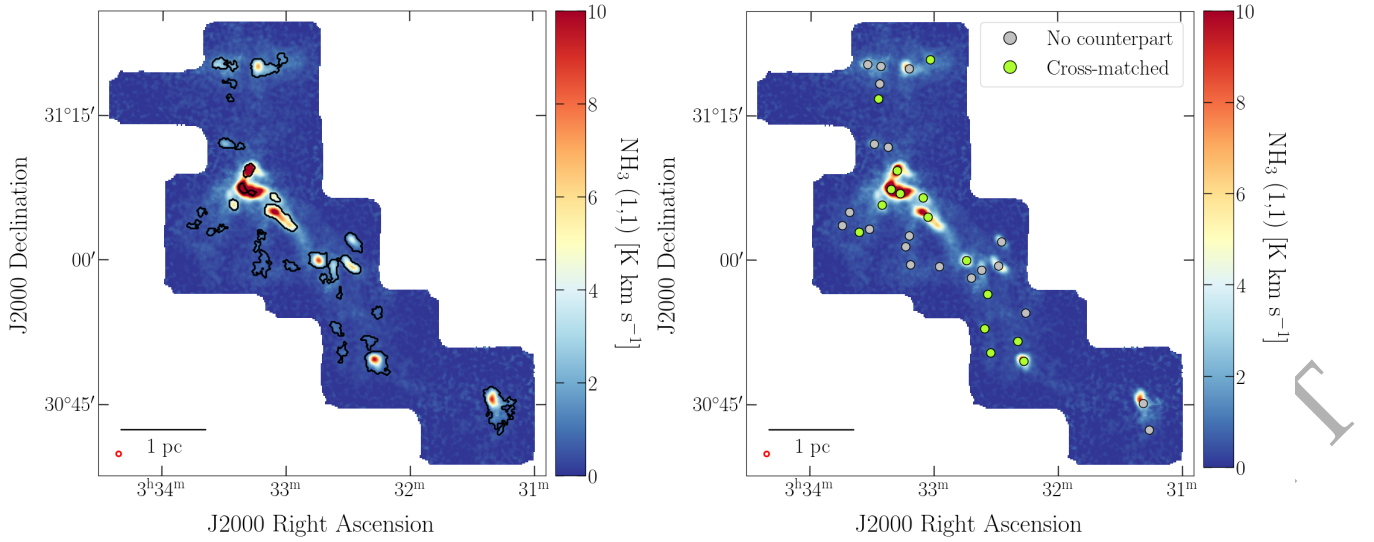 10
8
6
4
2
0
NH₃ (1,1) [K km s⁻¹]
31°15′
00′
30°45′
J2000 Declination
1 pc
3ʰ34ᵐ
33ᵐ
32ᵐ
31ᵐ
J2000 Right Ascension
No counterpart
Cross-matched
10
8
6
4
2
0
NH₃ (1,1) [K km s⁻¹]
J2000 Declination
31°15′
00′
30°45′
1 pc
3ʰ34ᵐ
33ᵐ
32ᵐ
31ᵐ
J2000 Right Ascension